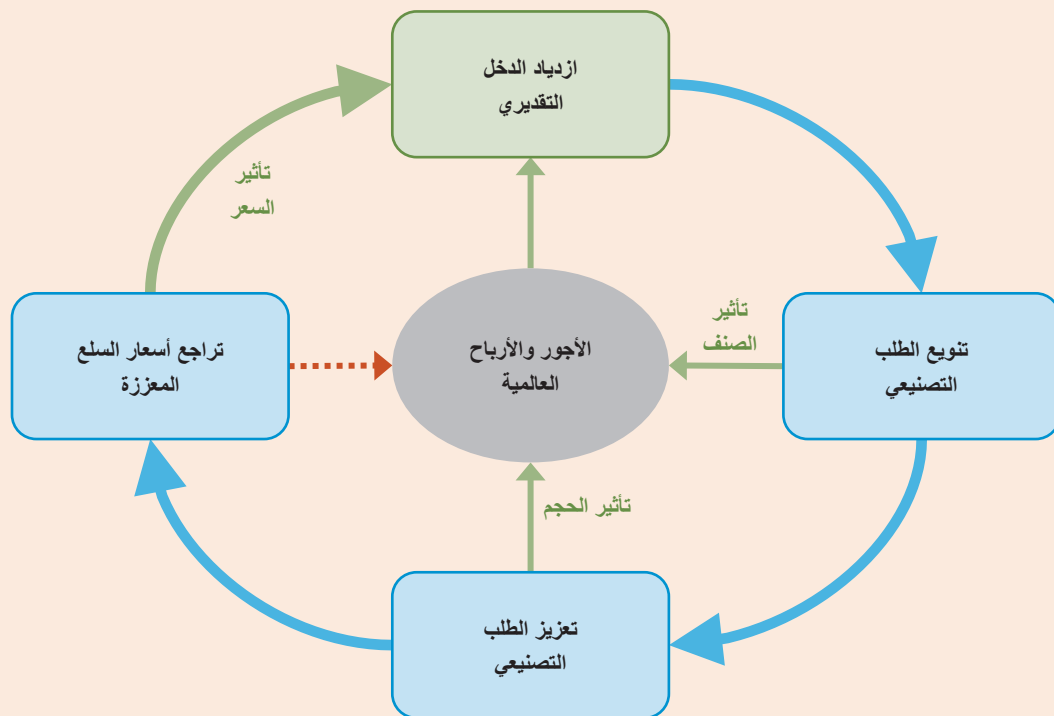 ازدياد الدخل
التقديري
تأثير
السعر
تأثير
الصنف
تنويع الطلب
التصنيعي
الأجور والأرباح
العالمية
تراجع أسعار السلع
المعززة
تأثير الحجم
تعزيز الطلب
التصنيعي